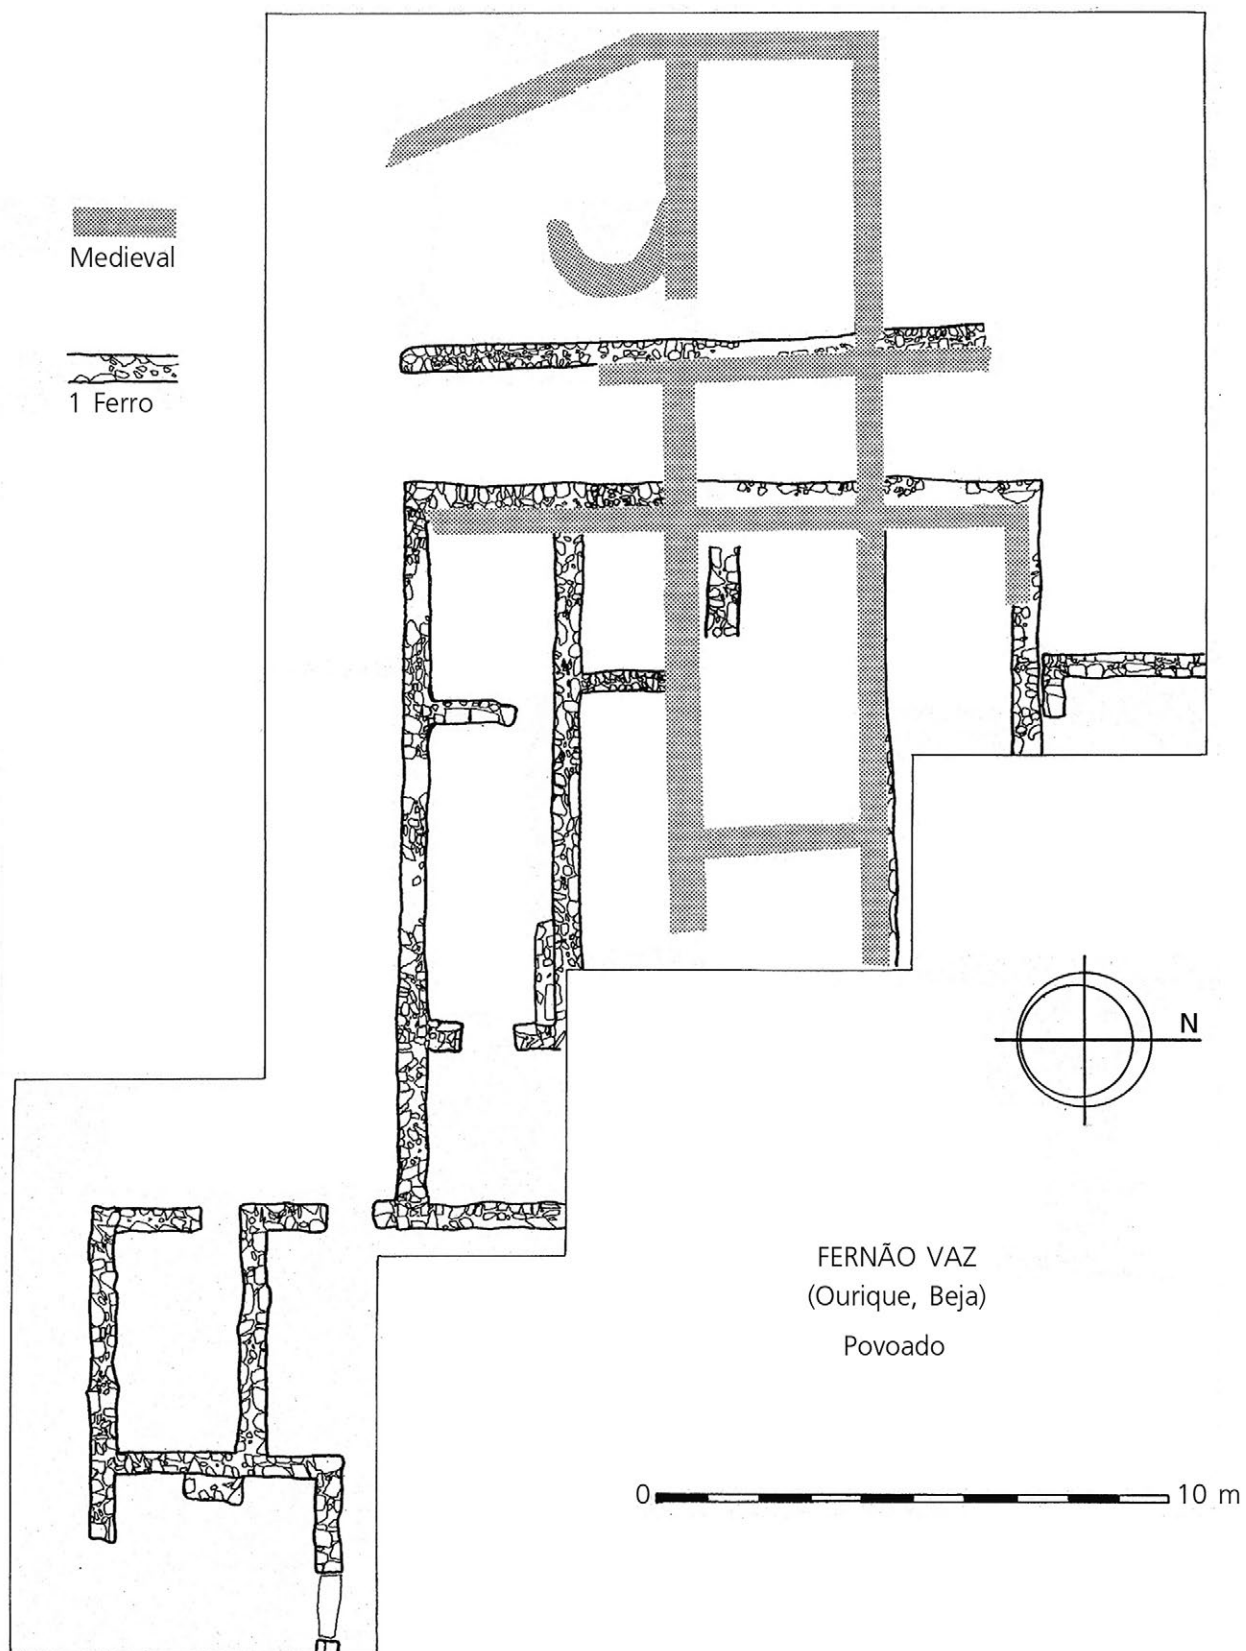 Medieval
1 Ferro
N
FERNÃO VAZ
(Ourique, Beja)
Povoado
0 10 m